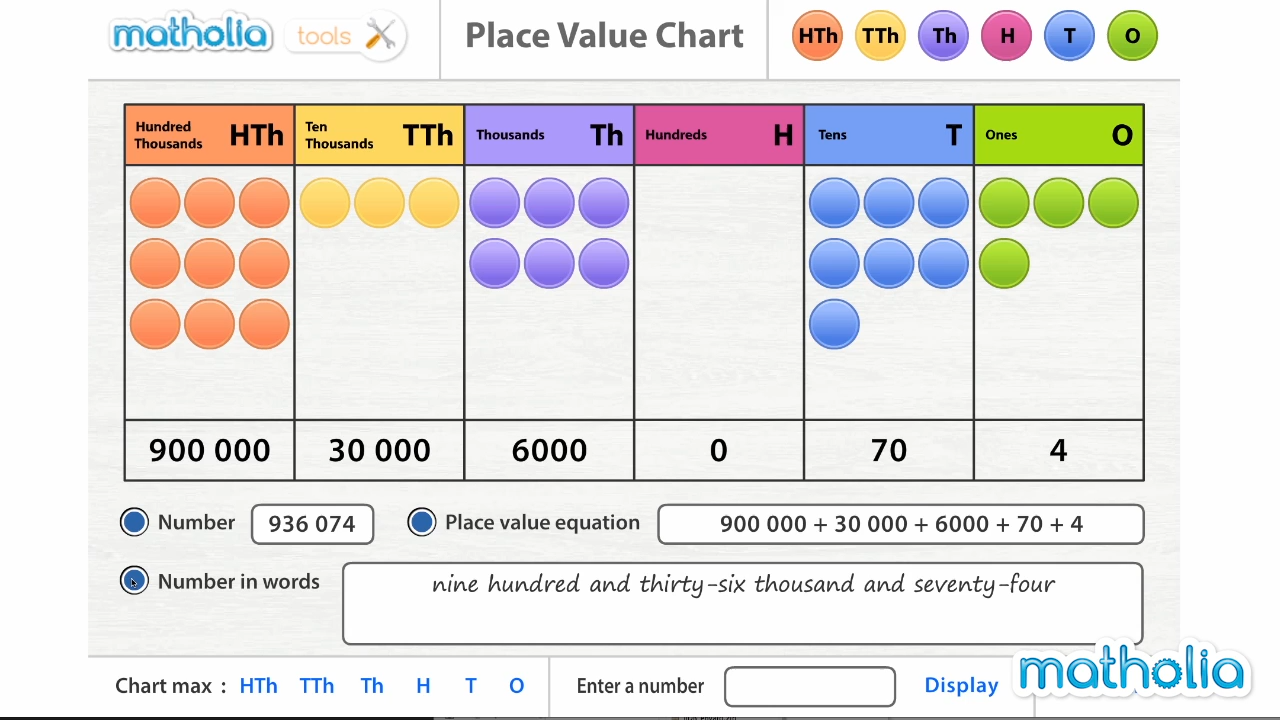 matholia tools
Place Value Chart
HTh TTh Th H T O
Hundred Thousands HTh
Ten Thousands TTh
Thousands Th
Hundreds H
Tens T
Ones O
900 000 30 000 6000 0 70 4
Number 936 074 Place value equation 900 000 + 30 000 + 6000 + 70 + 4
Number in words nine hundred and thirty-six thousand and seventy-four
Chart max : HTh TTh Th H T O Enter a number Display
matholia